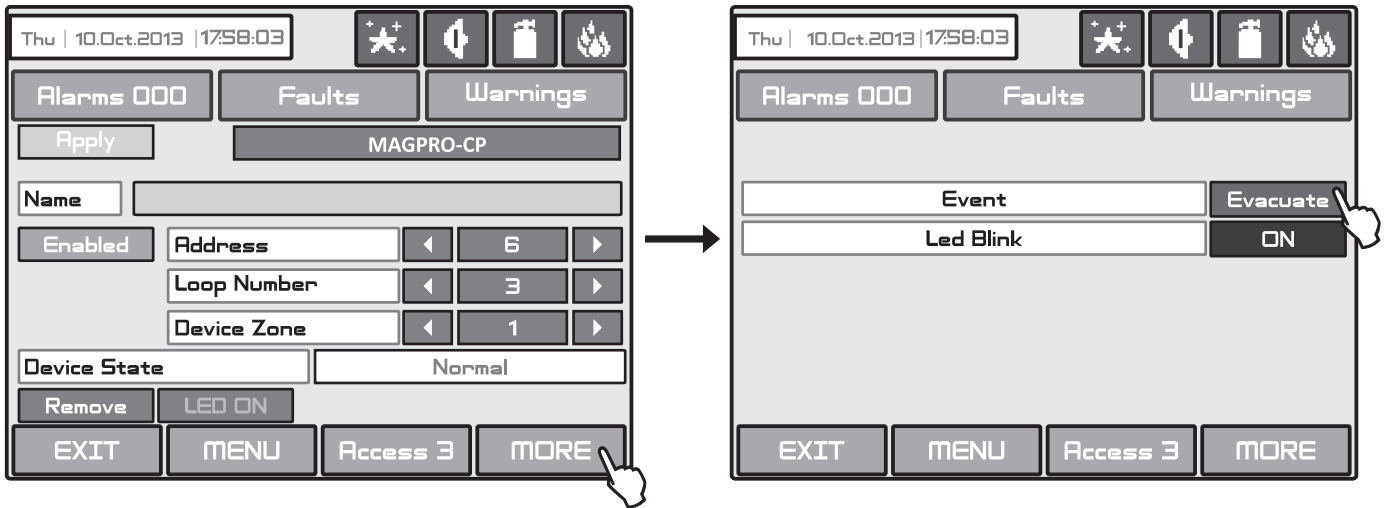 Thu | 10.Oct.2013 | 17:58:03
Alarms 000 Faults Warnings
Apply MAGPRO-CP
Name
Enabled Address 6
Loop Number 3
Device Zone 1
Device State Normal
Remove LED ON
EXIT MENU Access 3 MORE
Thu | 10.Oct.2013 | 17:58:03
Alarms 000 Faults Warnings
Event Evacuate
Led Blink ON
EXIT MENU Access 3 MORE